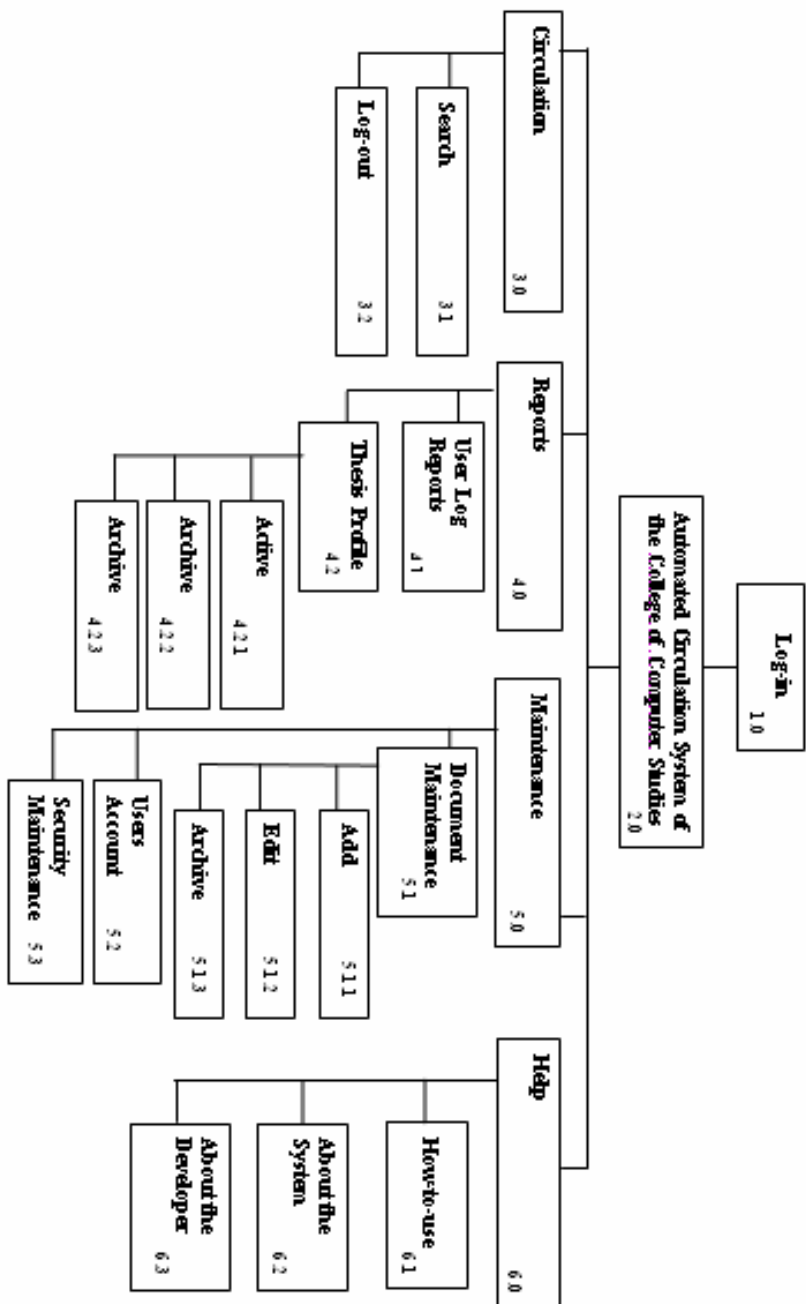 Log-in
1.0
Automated Circulation System of
the College of Computer Studies
2.0
Circulation
3.0
Search
3.1
Log-out
3.2
Reports
4.0
User Log
Reports
4.1
Thesis Profile
4.2
Active
4.2.1
Archive
4.2.2
Archive
4.2.3
Maintenance
5.0
Document
Maintenance
5.1
Add
5.1.1
Edit
5.1.2
Archive
5.1.3
Users
Account 5.2
Security
Maintenance 5.3
Help
6.0
How-to-use
6.1
About the
System
6.2
About the
Developer
6.3